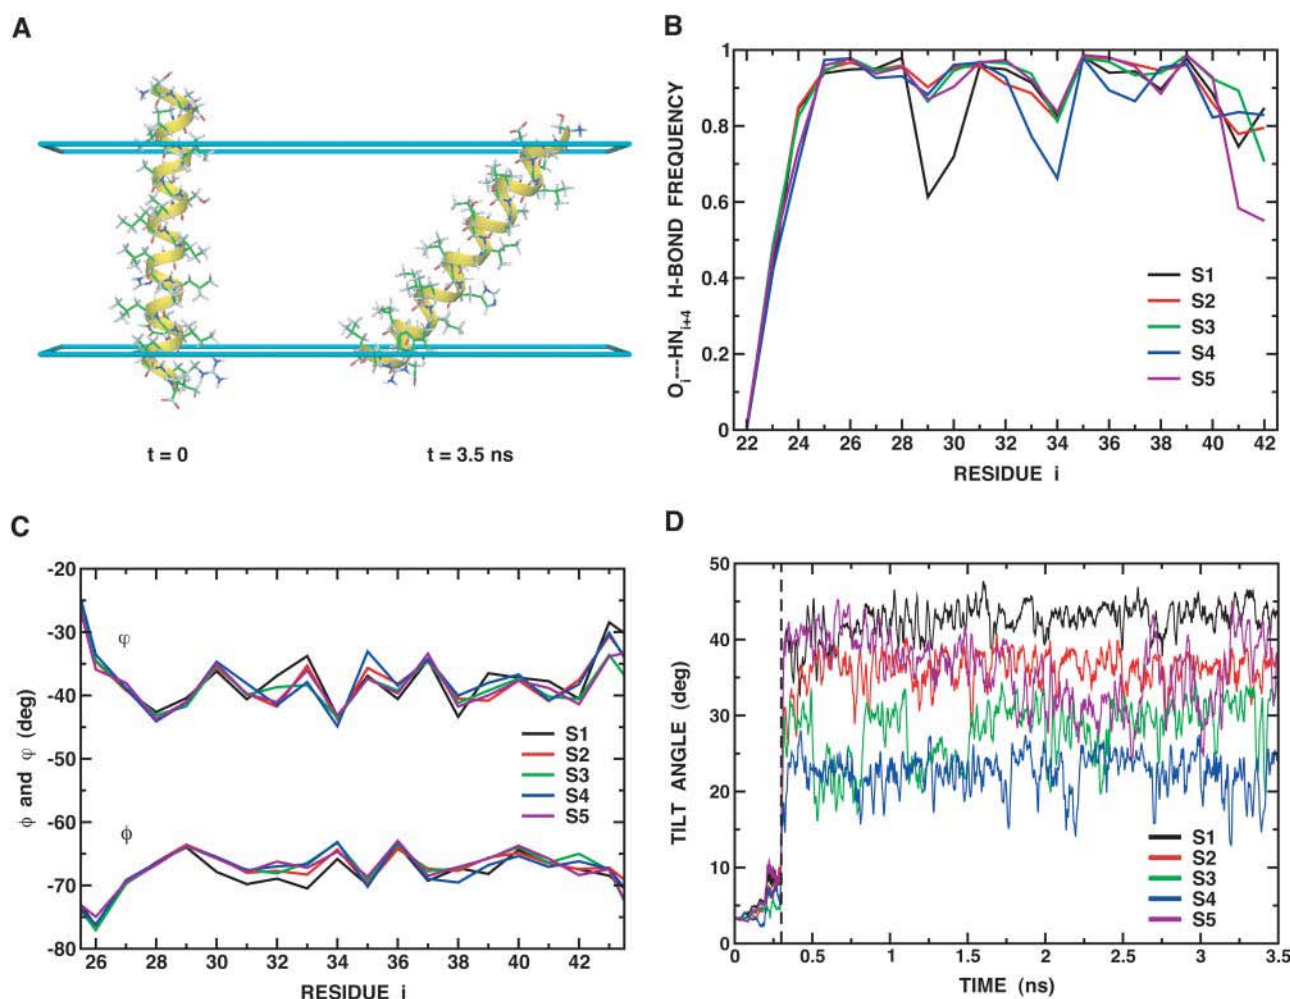 A
t = 0
t = 3.5 ns
B
O_i---HN_{i+4} H-BOND FREQUENCY
1
0.8
0.6
0.4
0.2
0
22 24 26 28 30 32 34 36 38 40 42
RESIDUE i
S1
S2
S3
S4
S5
C
ϕ and φ (deg)
-20
-30
-40
-50
-60
-70
-80
φ
ϕ
S1
S2
S3
S4
S5
26 28 30 32 34 36 38 40 42
RESIDUE i
D
TILT ANGLE (deg)
50
40
30
20
10
0
S1
S2
S3
S4
S5
0 0.5 1 1.5 2 2.5 3 3.5
TIME (ns)